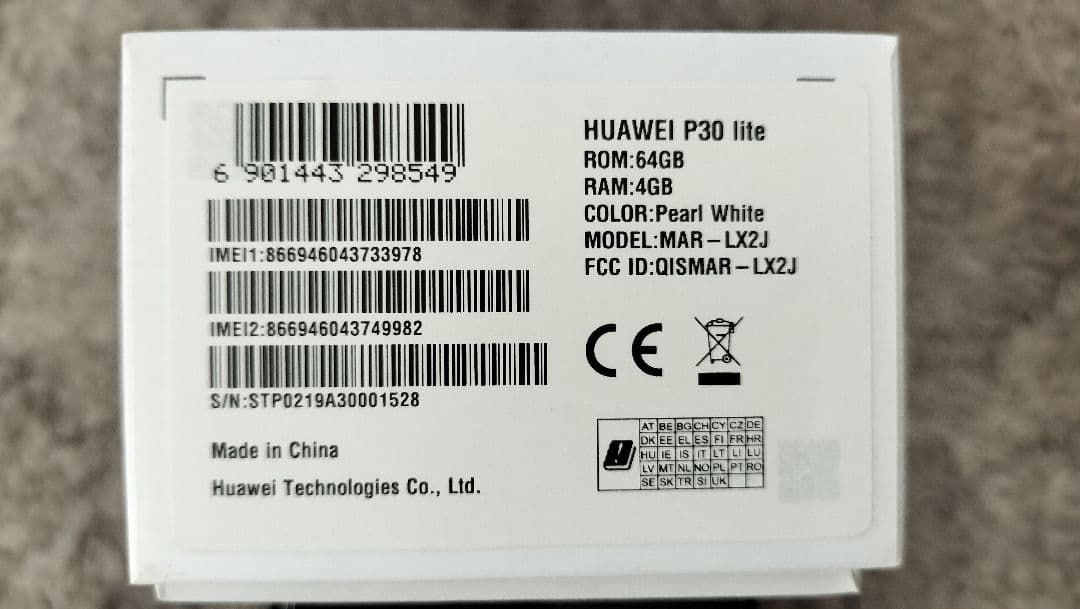 6 901443 298549
IMEI1:866946043733978
IMEI2:866946043749982
S/N:STP0219A30001528
Made in China
Huawei Technologies Co., Ltd.
HUAWEI P30 lite
ROM:64GB
RAM:4GB
COLOR:Pearl White
MODEL:MAR-LX2J
FCC ID:QISMAR-LX2J
CE
AT BE BG CH CY CZ DE
DK EE EL ES FI FR HR
HU IE IS IT LT LI LU
LV MT NL NO PL PT RO
SE SK TR SI UK